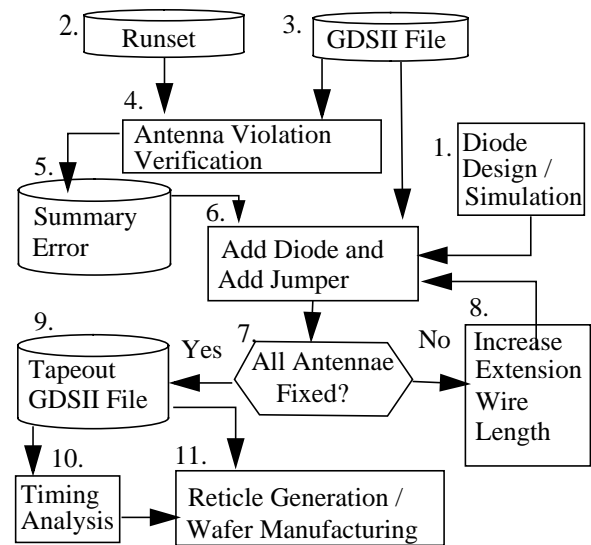 2.
Runset
3.
GDSII File
4.
Antenna Violation
Verification
1.
Diode
Design /
Simulation
5.
Summary
Error
6.
Add Diode and
Add Jumper
7.
All Antennae
Fixed?
Yes
No
8.
Increase
Extension
Wire
Length
9.
Tapeout
GDSII File
10.
Timing
Analysis
11.
Reticle Generation /
Wafer Manufacturing